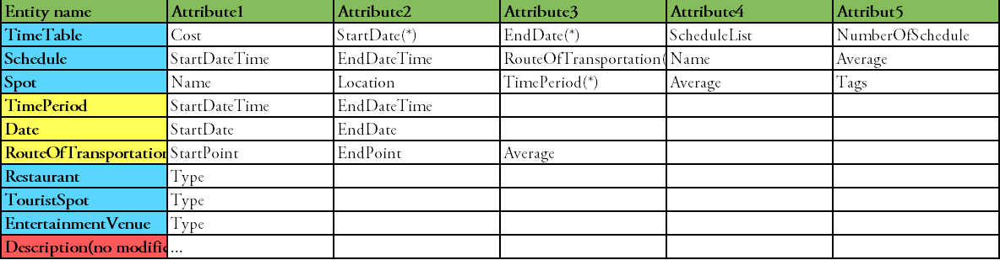 Entity name Attribute1 Attribute2 Attribute3 Attribute4 Attribut5
TimeTable Cost StartDate(*) EndDate(*) ScheduleList NumberOfSchedule
Schedule StartDateTime EndDateTime RouteOfTransportation( Name Average
Spot Name Location TimePeriod(*) Average Tags
TimePeriod StartDateTime EndDateTime
Date StartDate EndDate
RouteOfTransportation StartPoint EndPoint Average
Restaurant Type
TouristSpot Type
EntertainmentVenue Type
Description(no modific ...